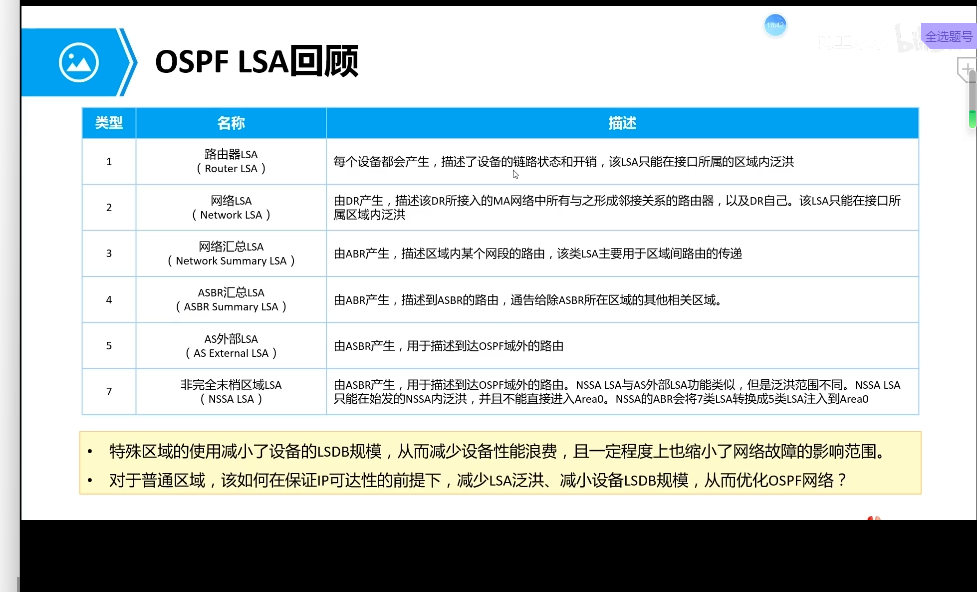 18:42
全选题号
OSPF LSA回顾
类型 名称 描述
1
路由器LSA
（ Router LSA ）
每个设备都会产生，描述了设备的链路状态和开销，该LSA只能在接口所属的区域内泛洪
2
网络LSA
（ Network LSA ）
由DR产生，描述该DR所接入的MA网络中所有与之形成邻接关系的路由器，以及DR自己。该LSA只能在接口所
属区域内泛洪
3
网络汇总LSA
（ Network Summary LSA ）
由ABR产生，描述区域内某个网段的路由，该类LSA主要用于区域间路由的传递
4
ASBR汇总LSA
（ ASBR Summary LSA ）
由ABR产生，描述到ASBR的路由，通告给除ASBR所在区域的其他相关区域。
5
AS外部LSA
（ AS External LSA ）
由ASBR产生，用于描述到达OSPF域外的路由
7
非完全末梢区域LSA
（ NSSA LSA ）
由ASBR产生，用于描述到达OSPF域外的路由。NSSA LSA与AS外部LSA功能类似，但是泛洪范围不同。NSSA LSA
只能在始发的NSSA内泛洪，并且不能直接进入Area0。NSSA的ABR会将7类LSA转换成5类LSA注入到Area0
• 特殊区域的使用减小了设备的LSDB规模，从而减少设备性能浪费，且一定程度上也缩小了网络故障的影响范围。
• 对于普通区域，该如何在保证IP可达性的前提下，减少LSA泛洪、减小设备LSDB规模，从而优化OSPF网络？